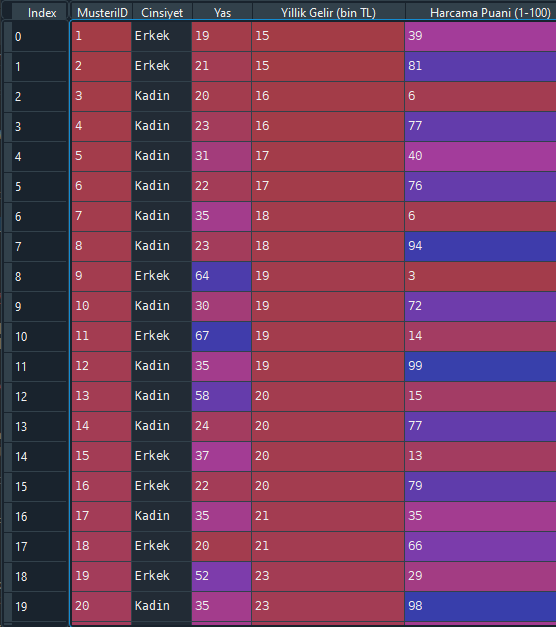 Index MusteriID Cinsiyet Yas Yillik Gelir (bin TL) Harcama Puani (1-100)
0 1 Erkek 19 15 39
1 2 Erkek 21 15 81
2 3 Kadin 20 16 6
3 4 Kadin 23 16 77
4 5 Kadin 31 17 40
5 6 Kadin 22 17 76
6 7 Kadin 35 18 6
7 8 Kadin 23 18 94
8 9 Erkek 64 19 3
9 10 Kadin 30 19 72
10 11 Erkek 67 19 14
11 12 Kadin 35 19 99
12 13 Kadin 58 20 15
13 14 Kadin 24 20 77
14 15 Erkek 37 20 13
15 16 Erkek 22 20 79
16 17 Kadin 35 21 35
17 18 Erkek 20 21 66
18 19 Erkek 52 23 29
19 20 Kadin 35 23 98